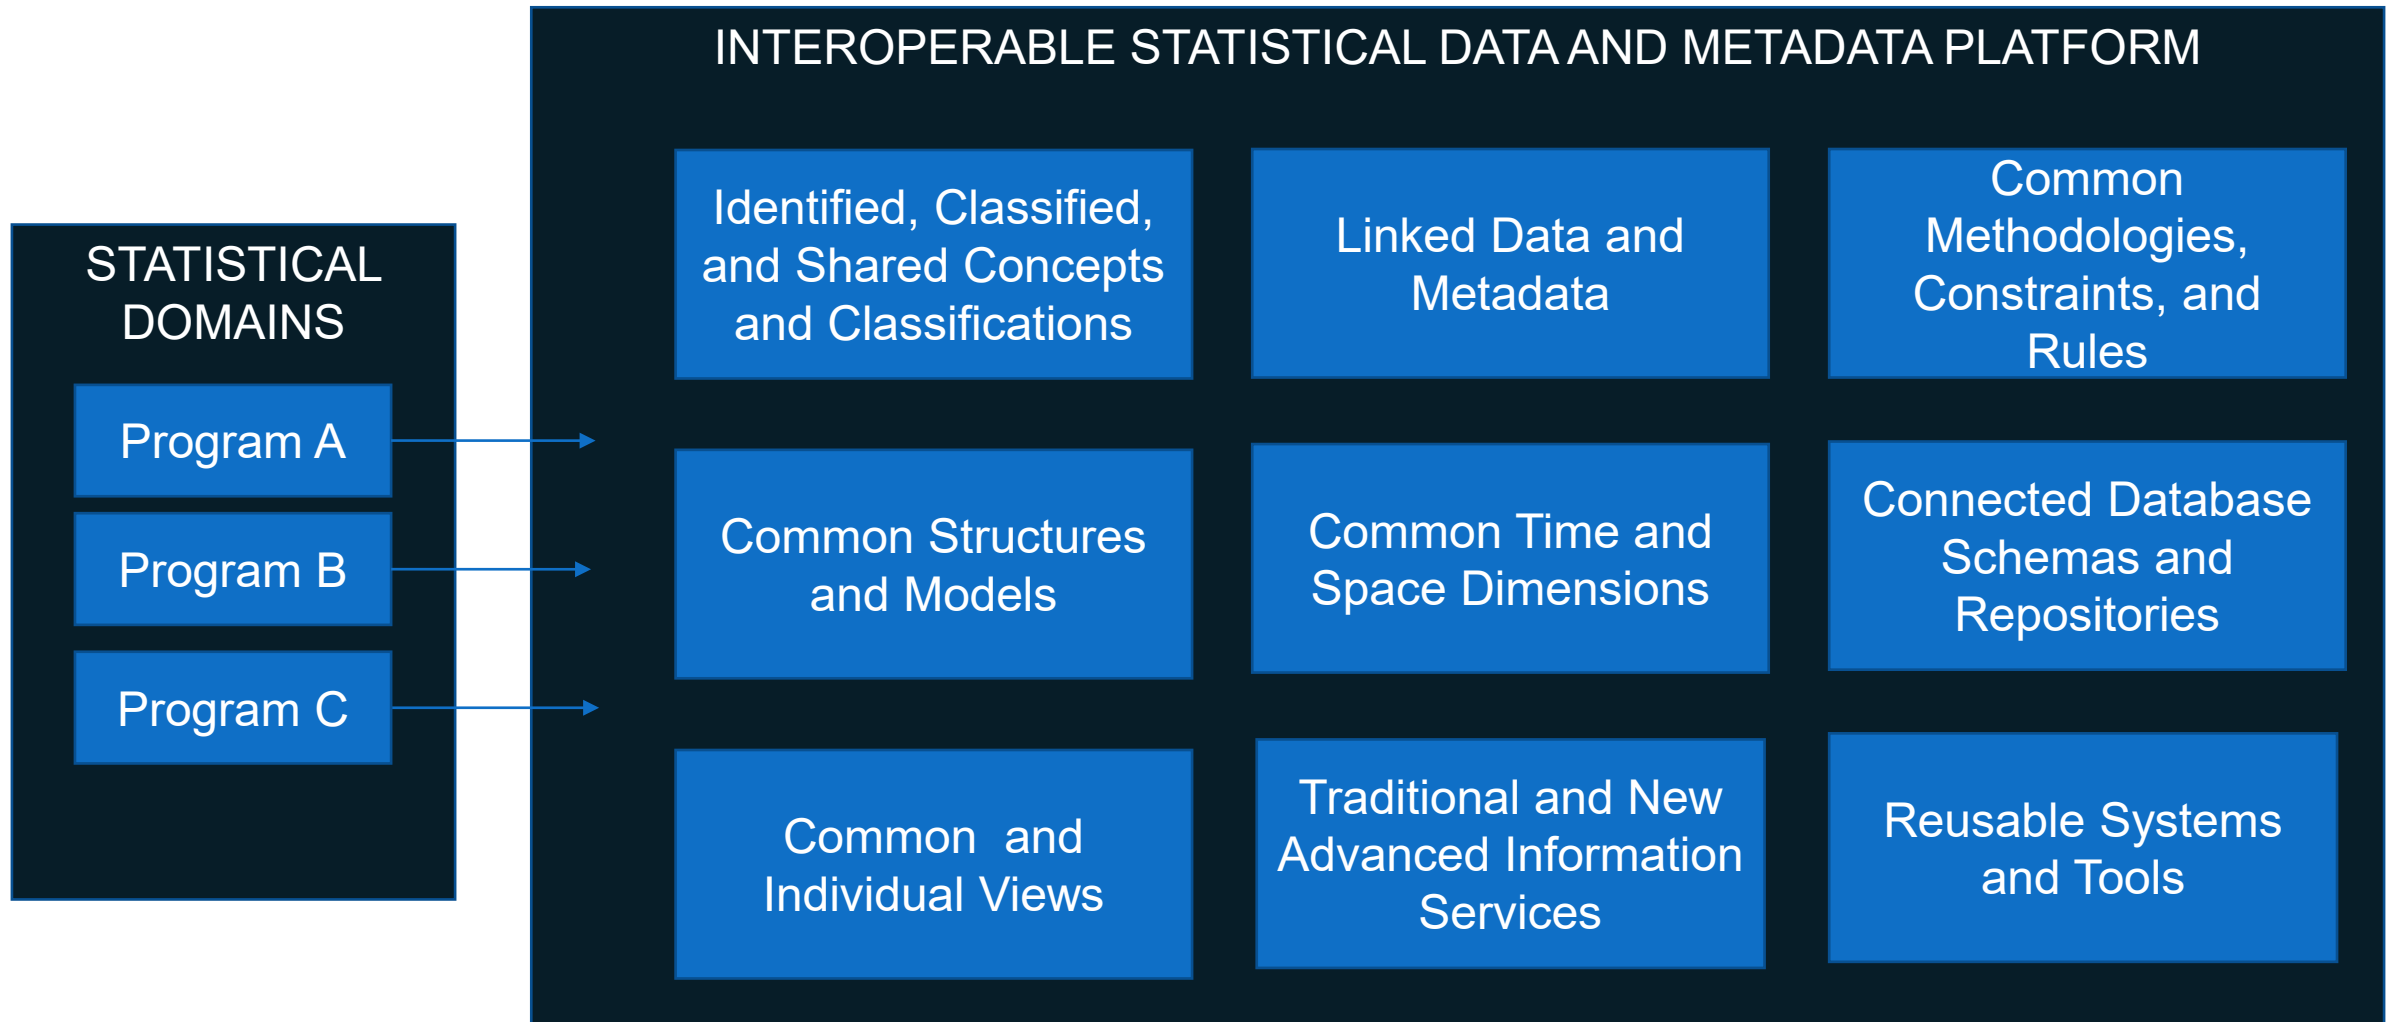 INTEROPERABLE STATISTICAL DATA AND METADATA PLATFORM
STATISTICAL
DOMAINS
Program A
Program B
Program C
Identified, Classified,
and Shared Concepts
and Classifications
Linked Data and
Metadata
Common
Methodologies,
Constraints, and
Rules
Common Structures
and Models
Common Time and
Space Dimensions
Connected Database
Schemas and
Repositories
Common  and
Individual Views
Traditional and New
Advanced Information
Services
Reusable Systems
and Tools